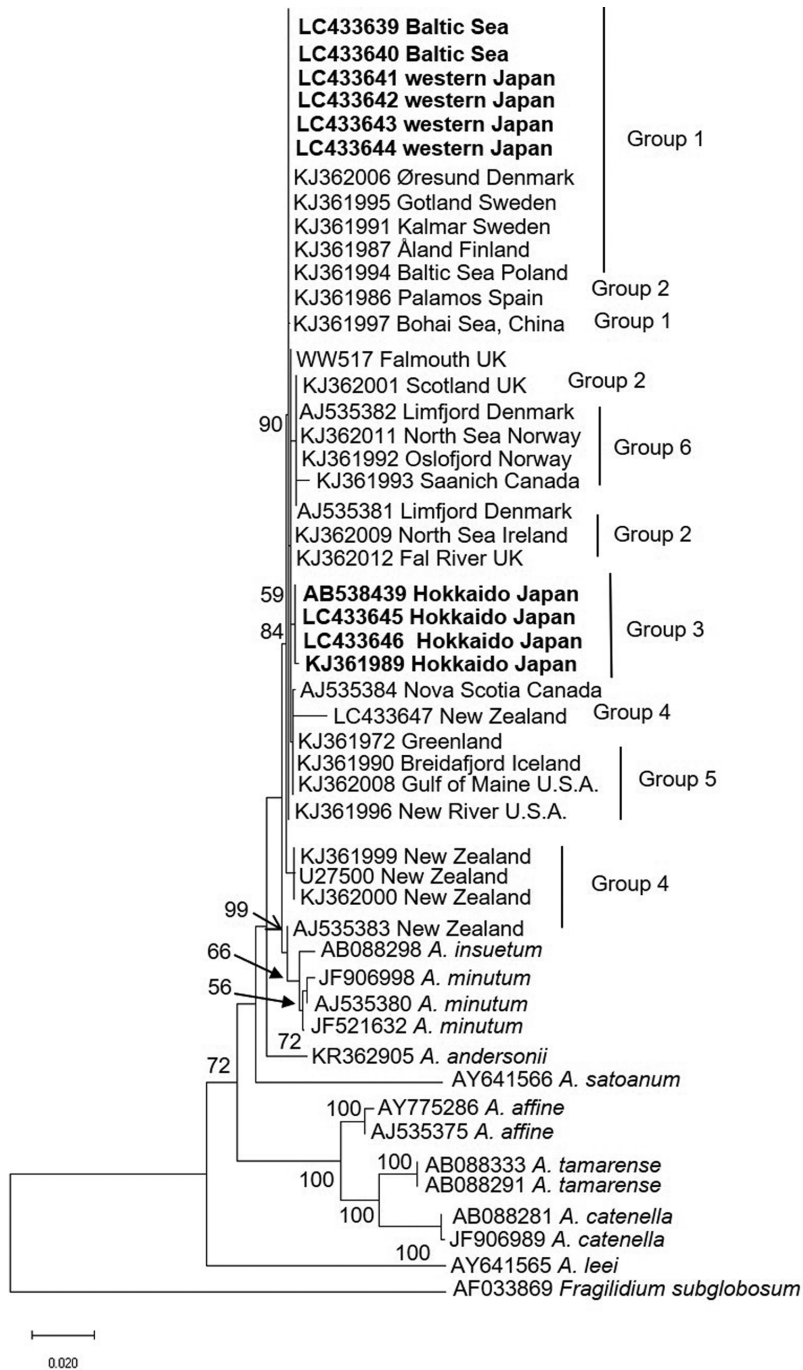 LC433639 Baltic Sea
LC433640 Baltic Sea
LC433641 western Japan
LC433642 western Japan
LC433643 western Japan
Group 1
LC433644 western Japan
KJ362006 Øresund Denmark
KJ361995 Gotland Sweden
KJ361991 Kalmar Sweden
KJ361987 Åland Finland
KJ361994 Baltic Sea Poland
Group 2
KJ361986 Palamos Spain
KJ361997 Bohai Sea, China
Group 1
WW517 Falmouth UK
KJ362001 Scotland UK
Group 2
AJ535382 Limfjord Denmark
90
KJ362011 North Sea Norway
Group 6
KJ361992 Oslofjord Norway
KJ361993 Saanich Canada
AJ535381 Limfjord Denmark
KJ362009 North Sea Ireland
Group 2
KJ362012 Fal River UK
59
AB538439 Hokkaido Japan
LC433645 Hokkaido Japan
84
Group 3
LC433646 Hokkaido Japan
KJ361989 Hokkaido Japan
AJ535384 Nova Scotia Canada
LC433647 New Zealand
Group 4
KJ361972 Greenland
KJ361990 Breidafjord Iceland
KJ362008 Gulf of Maine U.S.A.
Group 5
KJ361996 New River U.S.A.
KJ361999 New Zealand
U27500 New Zealand
Group 4
KJ362000 New Zealand
99
AJ535383 New Zealand
66
AB088298 A. insuetum
JF906998 A. minutum
56
AJ535380 A. minutum
JF521632 A. minutum
72
KR362905 A. andersonii
72
AY641566 A. satoanum
100
AY775286 A. affine
AJ535375 A. affine
100
100
AB088333 A. tamarense
AB088291 A. tamarense
100
AB088281 A. catenella
JF906989 A. catenella
100
AY641565 A. leei
AF033869 Fragilidium subglobosum
0.020